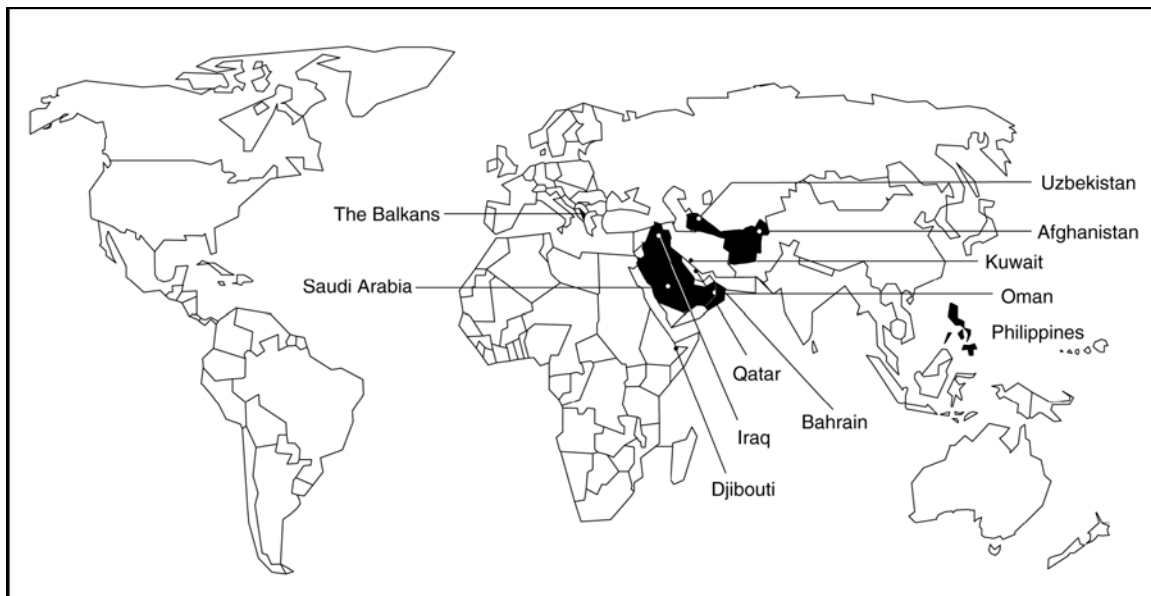 Uzbekistan
The Balkans
Afghanistan
Kuwait
Saudi Arabia
Oman
Philippines
Qatar
Bahrain
Iraq
Djibouti